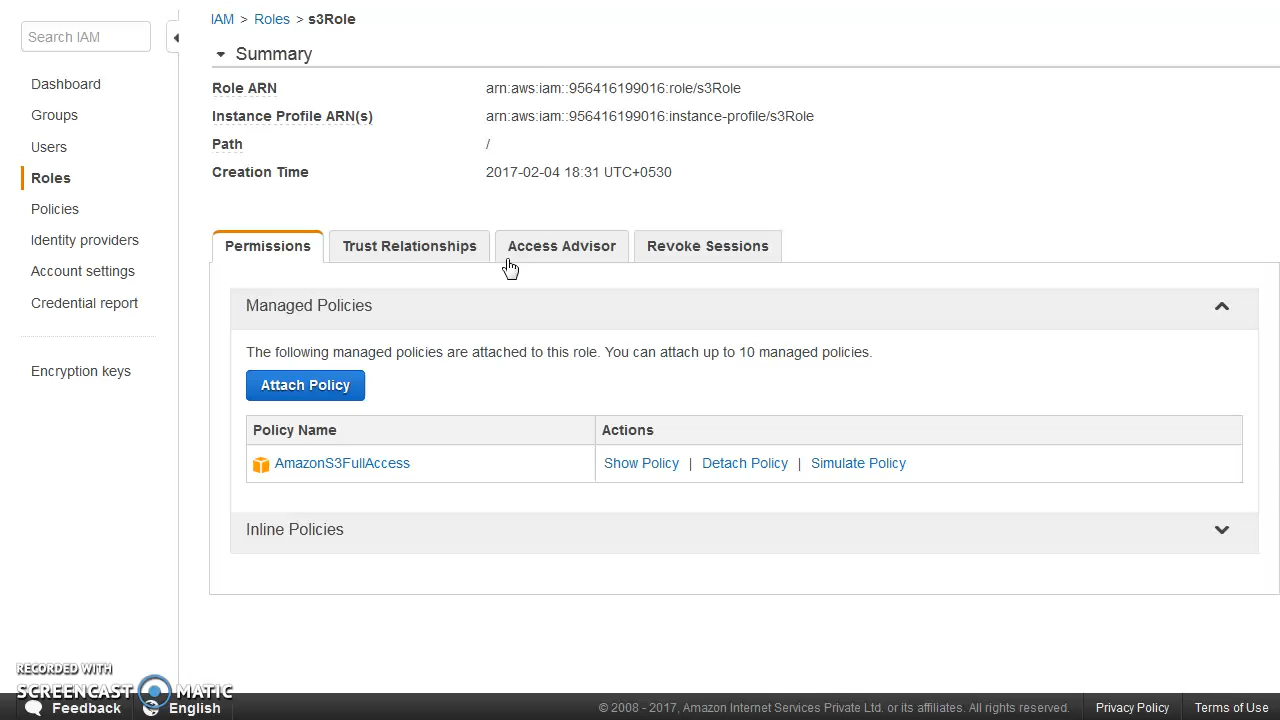 IAM > Roles > s3Role
Search IAM
Summary
Dashboard
Groups
Users
Roles
Policies
Identity providers
Account settings
Credential report
Encryption keys
Role ARN arn:aws:iam::956416199016:role/s3Role
Instance Profile ARN(s) arn:aws:iam::956416199016:instance-profile/s3Role
Path /
Creation Time 2017-02-04 18:31 UTC+0530
Permissions Trust Relationships Access Advisor Revoke Sessions
Managed Policies
The following managed policies are attached to this role. You can attach up to 10 managed policies.
Attach Policy
Policy Name Actions
AmazonS3FullAccess Show Policy | Detach Policy | Simulate Policy
Inline Policies
RECORDED WITH
SCREENCAST MATIC
Feedback English © 2008 - 2017, Amazon Internet Services Private Ltd. or its affiliates. All rights reserved. Privacy Policy Terms of Use